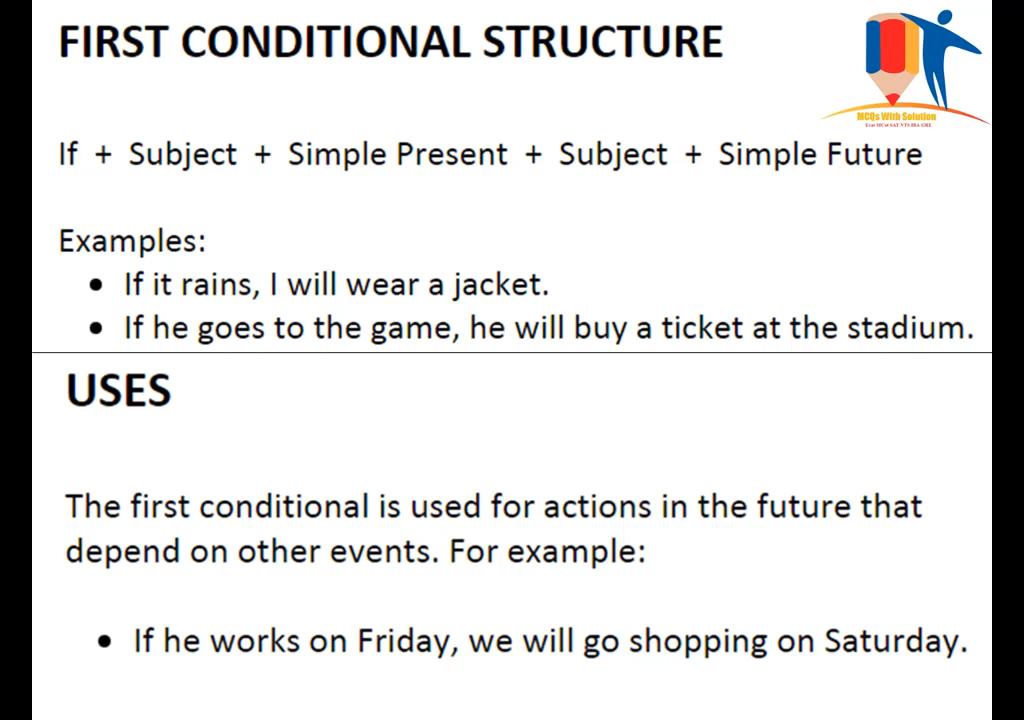 FIRST CONDITIONAL STRUCTURE
MCQs With Solution
If + Subject + Simple Present + Subject + Simple Future
Examples:
• If it rains, I will wear a jacket.
• If he goes to the game, he will buy a ticket at the stadium.
USES
The first conditional is used for actions in the future that
depend on other events. For example:
• If he works on Friday, we will go shopping on Saturday.